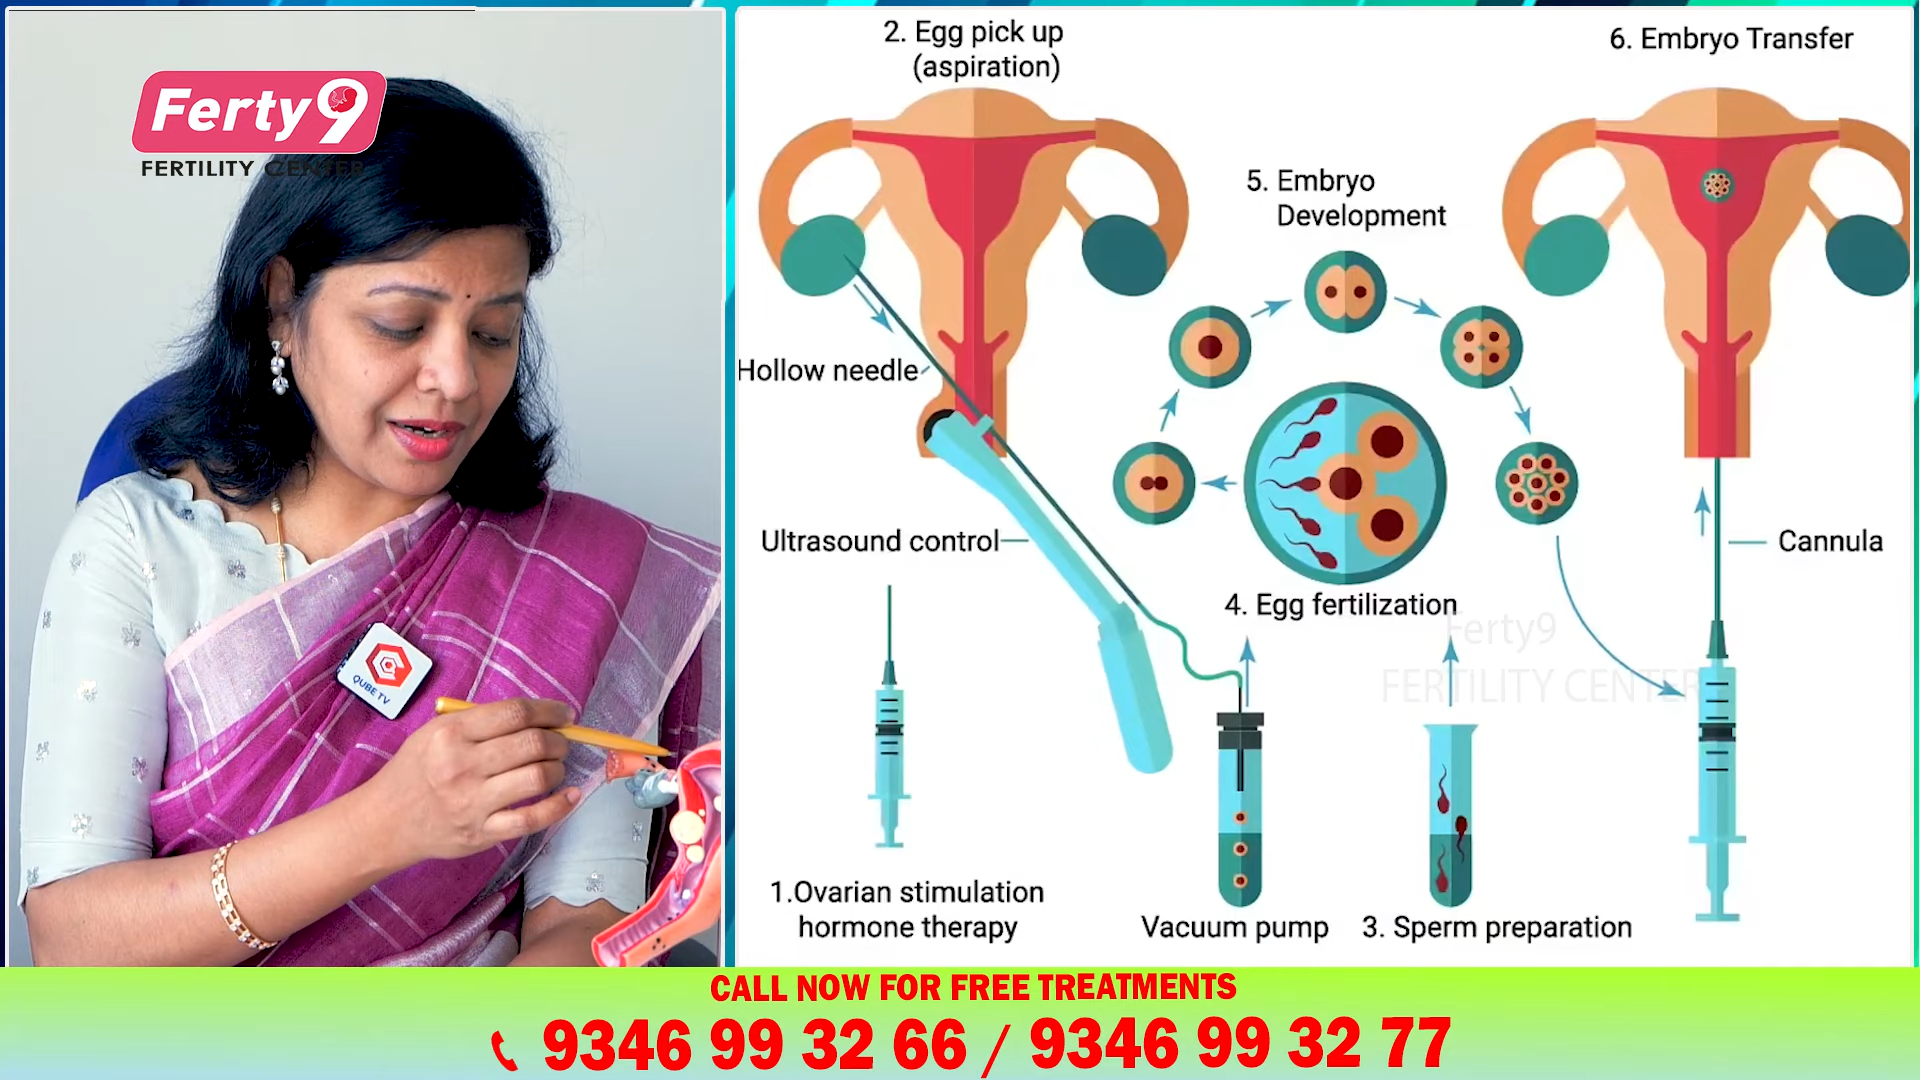 Ferty9
FERTILITY CENTER
QUBE TV
2. Egg pick up
(aspiration)
6. Embryo Transfer
5. Embryo
Development
Hollow needle
Ultrasound control
Cannula
4. Egg fertilization
Ferty9
FERTILITY CENTER
1.Ovarian stimulation
hormone therapy
Vacuum pump
3. Sperm preparation
CALL NOW FOR FREE TREATMENTS
9346 99 32 66 / 9346 99 32 77